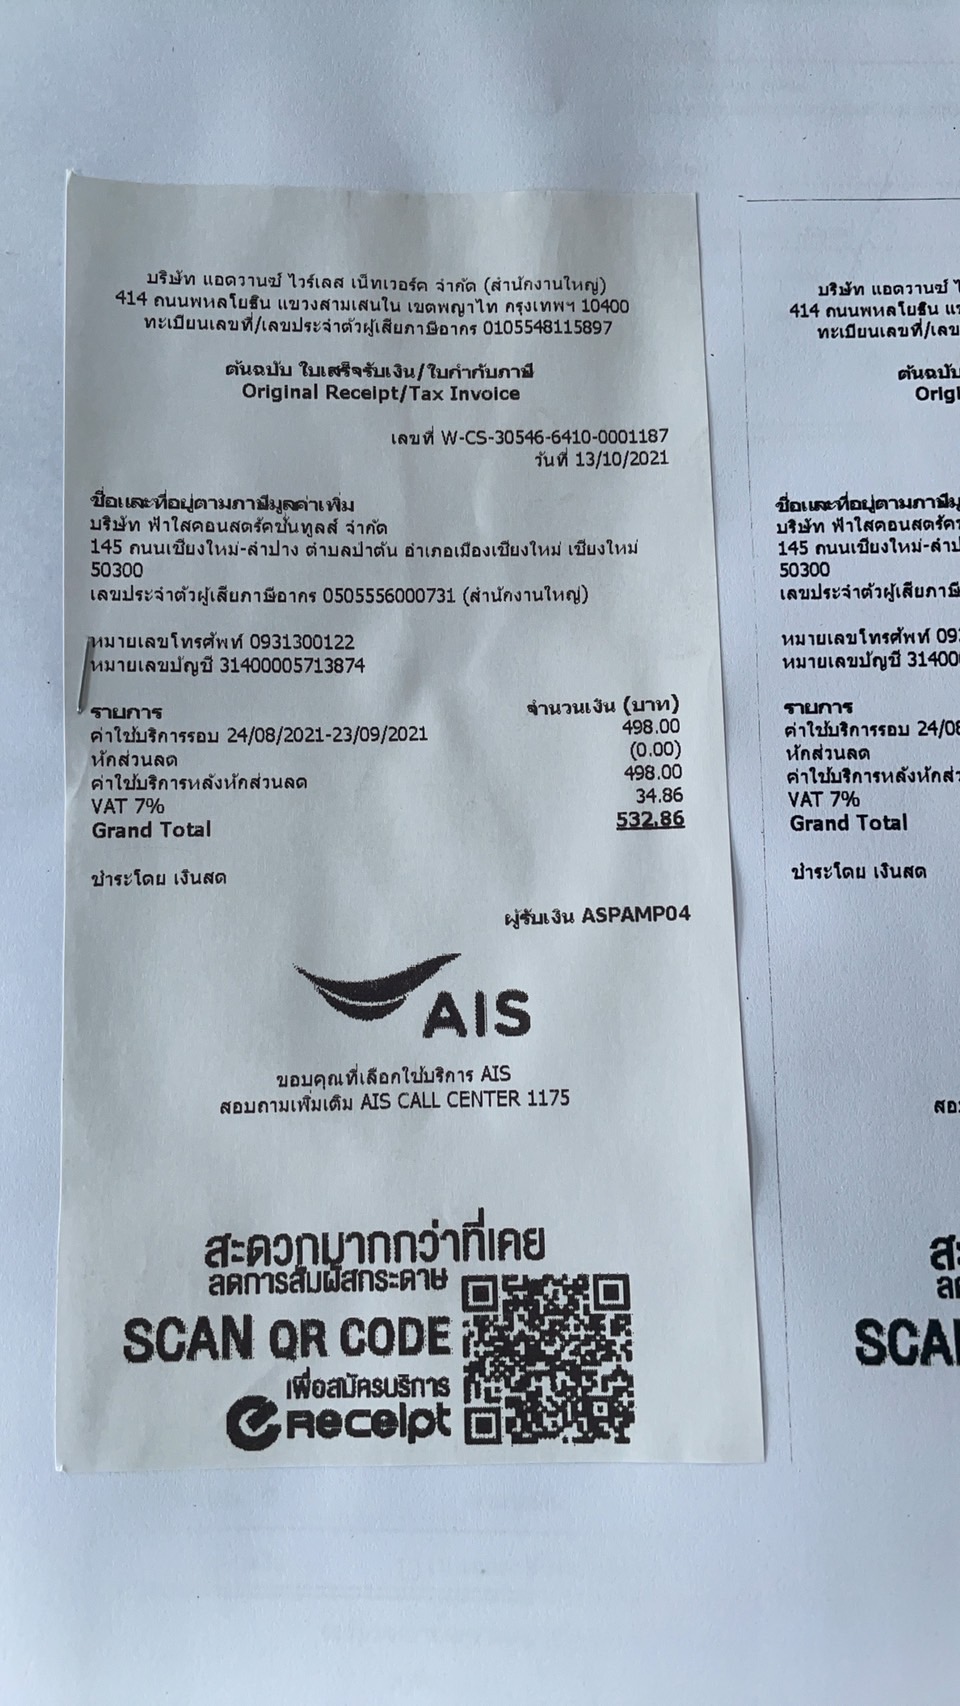 บริษัท แอดวานซ์ ไวร์เลส เน็ทเวอร์ค จำกัด (สำนักงานใหญ่)
414 ถนนพหลโยธิน แขวงสามเสนใน เขตพญาไท กรุงเทพฯ 10400
ทะเบียนเลขที่/เลขประจำตัวผู้เสียภาษีอากร 0105548115897
ต้นฉบับ ใบเสร็จรับเงิน/ใบกำกับภาษี
Original Receipt/Tax Invoice
เลขที่ W-CS-30546-6410-0001187
วันที่ 13/10/2021
ชื่อและที่อยู่ตามภาษีมูลค่าเพิ่ม
บริษัท ฟ้าใสคอนสตรัคชั่นทูลส์ จำกัด
145 ถนนเชียงใหม่-ลำปาง ตำบลป่าตัน อำเภอเมืองเชียงใหม่ เชียงใหม่
50300
เลขประจำตัวผู้เสียภาษีอากร 0505556000731 (สำนักงานใหญ่)
หมายเลขโทรศัพท์ 0931300122
หมายเลขบัญชี 31400005713874
รายการ จำนวนเงิน (บาท)
ค่าใช้บริการรอบ 24/08/2021-23/09/2021 498.00
หักส่วนลด (0.00)
ค่าใช้บริการหลังหักส่วนลด 498.00
VAT 7% 34.86
Grand Total 532.86
ชำระโดย เงินสด
ผู้รับเงิน ASPAMP04
AIS
ขอบคุณที่เลือกใช้บริการ AIS
สอบถามเพิ่มเติม AIS CALL CENTER 1175
สะดวกมากกว่าที่เคย
ลดการสัมผัสกระดาษ
SCAN QR CODE
เพื่อสมัครบริการ
eReceipt
บริษัท แอดวานซ์
414 ถนนพหลโยธิน
ทะเบียนเลขที่/เลข
ต้นฉบับ
Origi
ชื่อและที่อยู่ตามภาษี
บริษัท ฟ้าใสคอนสตรัค
145 ถนนเชียงใหม่-ลำป
50300
เลขประจำตัวผู้เสียภาษี
หมายเลขโทรศัพท์ 093
หมายเลขบัญชี 31400
รายการ
ค่าใช้บริการรอบ 24/08
หักส่วนลด
ค่าใช้บริการหลังหักส่ว
VAT 7%
Grand Total
ชำระโดย เงินสด
สอบ
สะ
ลด
SCAN